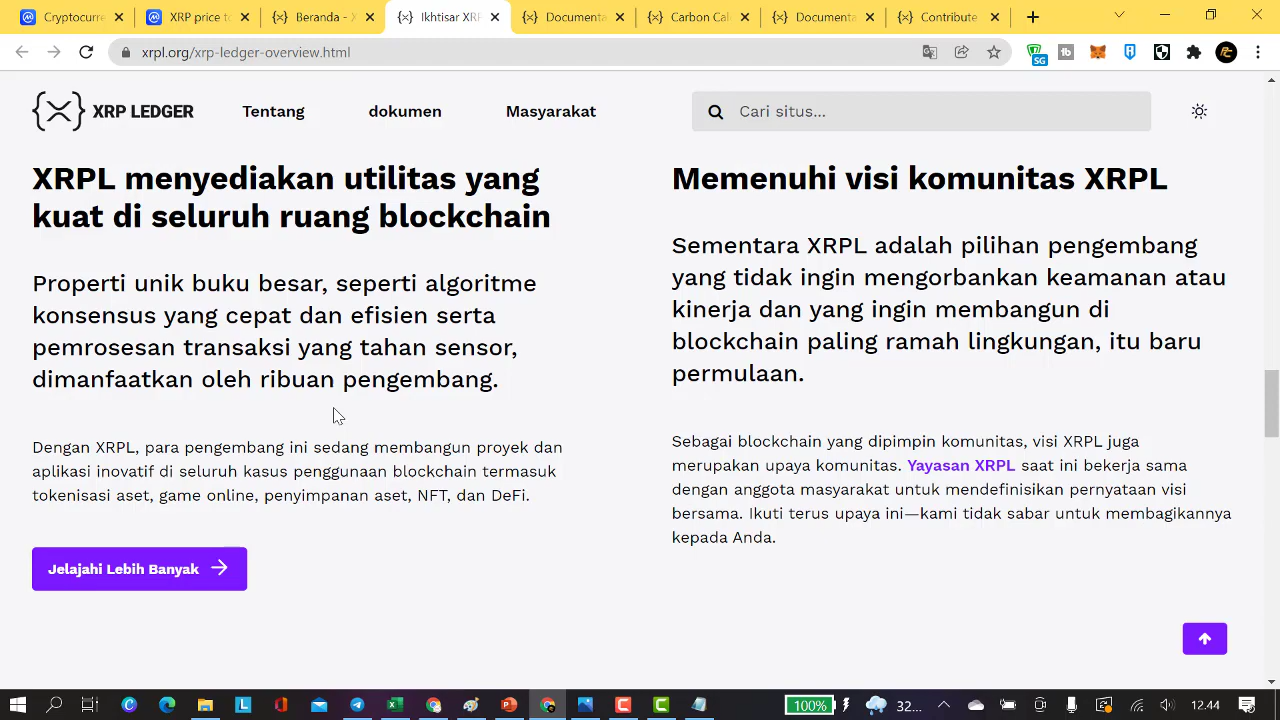 Cryptocurre
XRP price to
Beranda - X
Ikhtisar XRP
Documenta
Carbon Cal
Documenta
Contribute
xrpl.org/xrp-ledger-overview.html
SG
XRP LEDGER
Tentang
dokumen
Masyarakat
Cari situs...
XRPL menyediakan utilitas yang
kuat di seluruh ruang blockchain
Properti unik buku besar, seperti algoritme
konsensus yang cepat dan efisien serta
pemrosesan transaksi yang tahan sensor,
dimanfaatkan oleh ribuan pengembang.
Dengan XRPL, para pengembang ini sedang membangun proyek dan
aplikasi inovatif di seluruh kasus penggunaan blockchain termasuk
tokenisasi aset, game online, penyimpanan aset, NFT, dan DeFi.
Jelajahi Lebih Banyak
Memenuhi visi komunitas XRPL
Sementara XRPL adalah pilihan pengembang
yang tidak ingin mengorbankan keamanan atau
kinerja dan yang ingin membangun di
blockchain paling ramah lingkungan, itu baru
permulaan.
Sebagai blockchain yang dipimpin komunitas, visi XRPL juga
merupakan upaya komunitas. Yayasan XRPL saat ini bekerja sama
dengan anggota masyarakat untuk mendefinisikan pernyataan visi
bersama. Ikuti terus upaya ini—kami tidak sabar untuk membagikannya
kepada Anda.
100%
32...
12.44